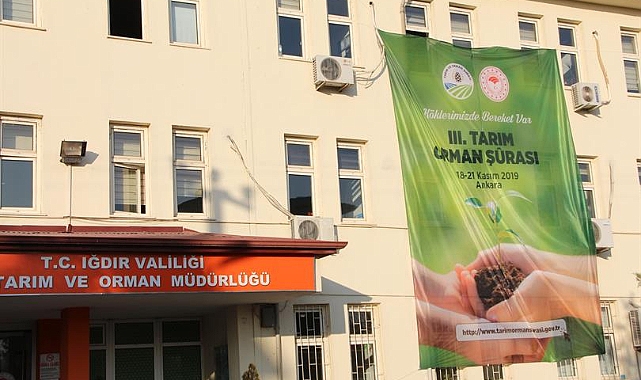 Köklerimizde Bereket Var
III. TARIM
ORMAN ŞÛRASI
18-21 Kasım 2019
Ankara
http://www.tarimormansurasi.gov.tr
T.C. IĞDIR VALİLİĞİ
TARIM VE ORMAN MÜDÜRLÜĞÜ